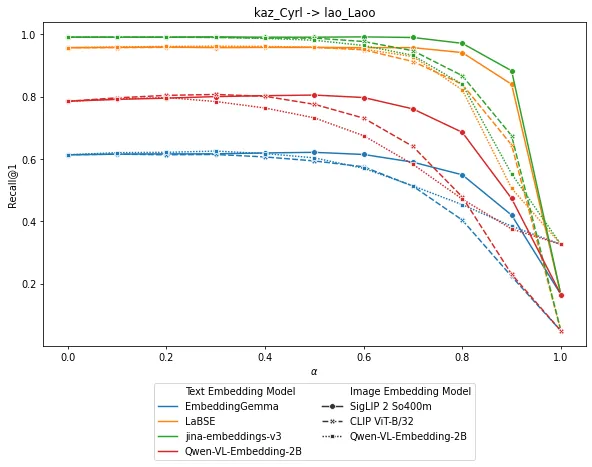 kaz_Cyrl -> lao_Laoo
Recall@1
1.0
0.8
0.6
0.4
0.2
0.0 0.2 0.4 0.6 0.8 1.0
α
Text Embedding Model Image Embedding Model
EmbeddingGemma SigLIP 2 So400m
LaBSE CLIP ViT-B/32
jina-embeddings-v3 Qwen-VL-Embedding-2B
Qwen-VL-Embedding-2B